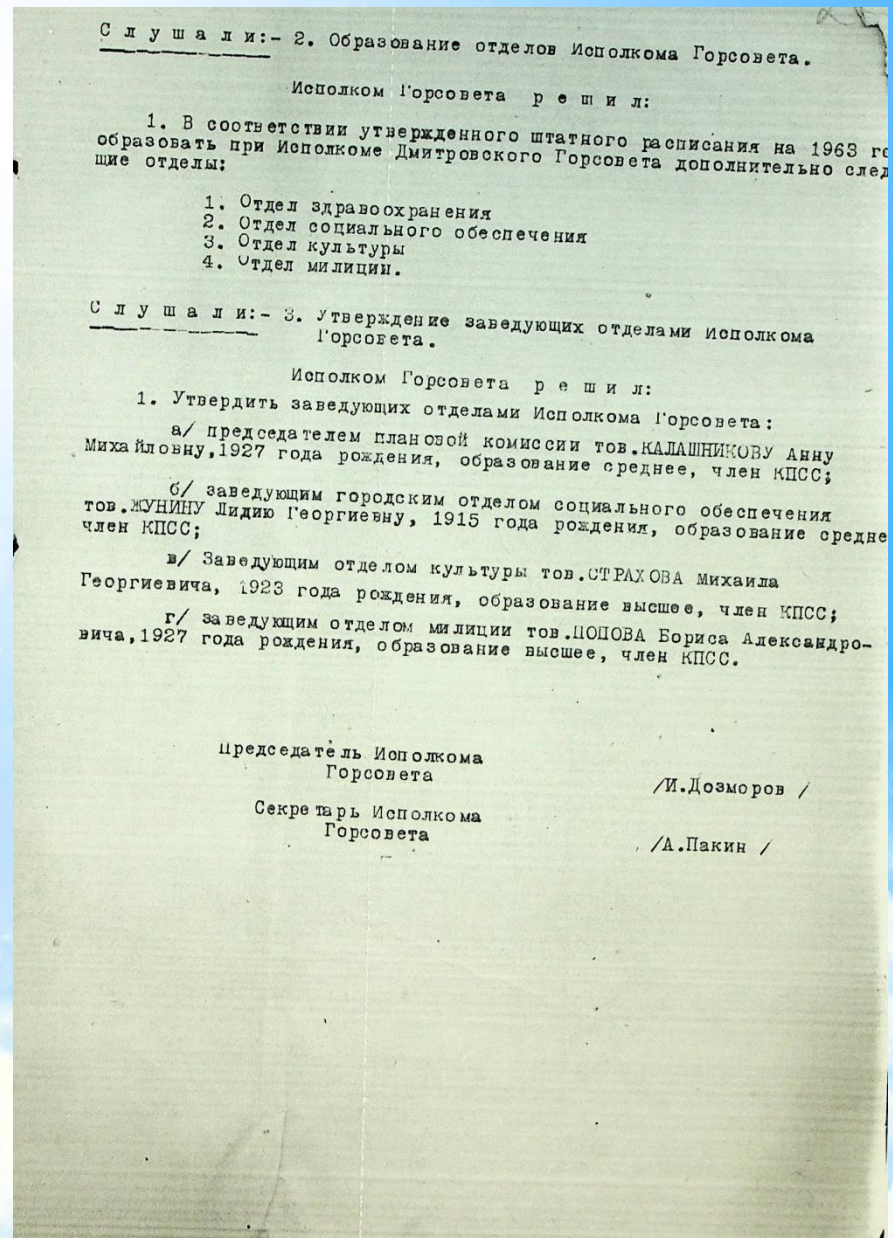 С л у ш а л и:- 2. Образование отделов Исполкома Горсовета.
Исполком Горсовета р е ш и л:
1. В соответствии утвержденного штатного расписания на 1963 го
образовать при Исполкоме Дмитровского Горсовета дополнительно след
щие отделы:
1. Отдел здравоохранения
2. Отдел социального обеспечения
3. Отдел культуры
4. Отдел милиции.
С л у ш а л и:- 3. Утверждение заведующих отделами Исполкома
Горсовета.
Исполком Горсовета р е ш и л:
1. Утвердить заведующих отделами Исполкома Горсовета:
а/ председателем плановой комиссии тов.КАЛАШНИКОВУ Анну
Михайловну,1927 года рождения, образование среднее, член КПСС;
б/ заведующим городским отделом социального обеспечения
тов.ЖУНИНУ Лидию Георгиевну, 1915 года рождения, образование средне
член КПСС;
в/ Заведующим отделом культуры тов.СТРАХОВА Михаила
Георгиевича, 1923 года рождения, образование высшее, член КПСС;
г/ заведующим отделом милиции тов.ПОПОВА Бориса Александро-
вича,1927 года рождения, образование высшее, член КПСС.
Председатель Исполкома
Горсовета /И.Дозморов /
Секретарь Исполкома
Горсовета /А.Пакин /